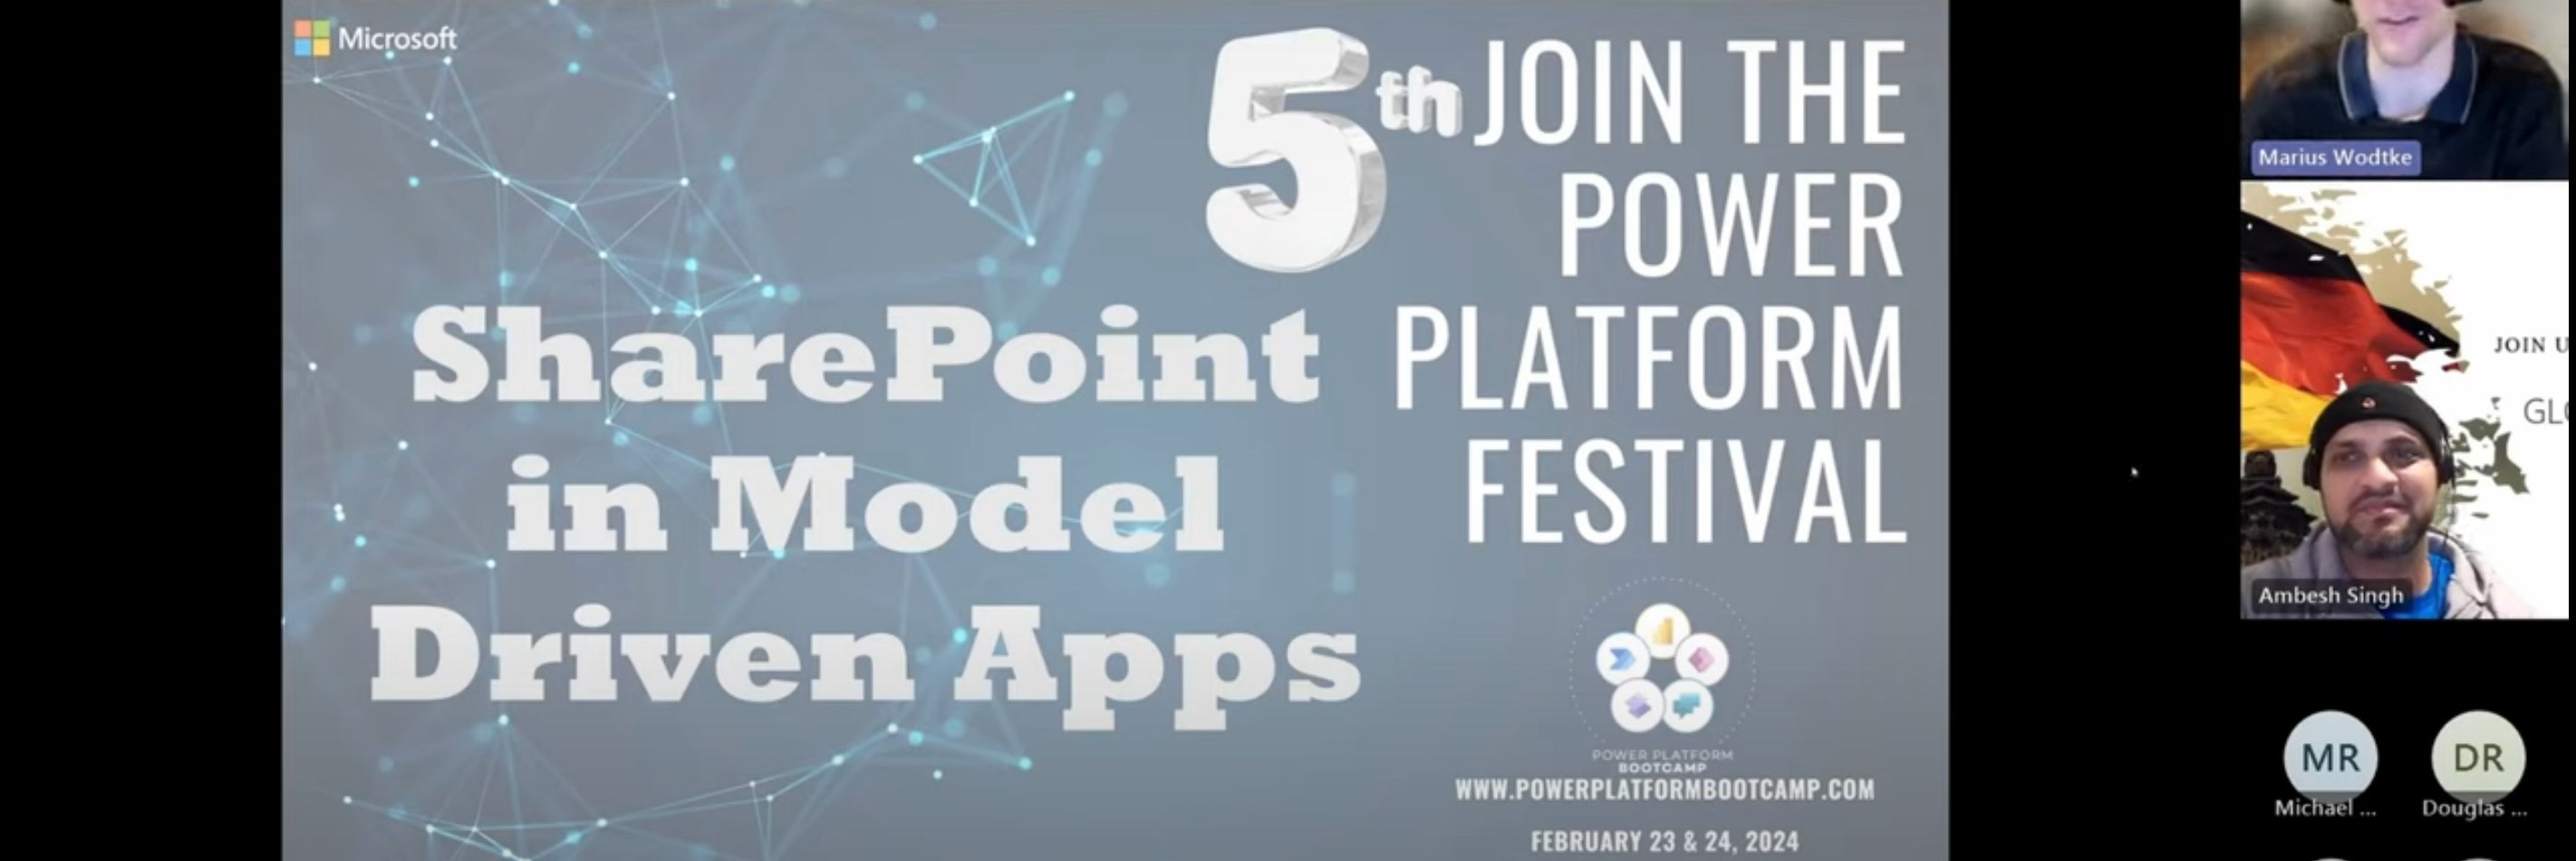 Microsoft
5th JOIN THE
POWER
PLATFORM
FESTIVAL
SharePoint
in Model
Driven Apps
POWER PLATFORM
BOOTCAMP
WWW.POWERPLATFORMBOOTCAMP.COM
FEBRUARY 23 & 24, 2024
Marius Wodtke
JOIN U
GLO
Ambesh Singh
MR
Michael ...
DR
Douglas ...